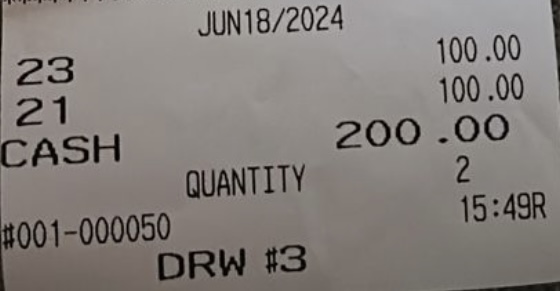 JUN18/2024
23 100.00
21 100.00
CASH 200.00
QUANTITY 2
#001-000050 15:49R
DRW #3